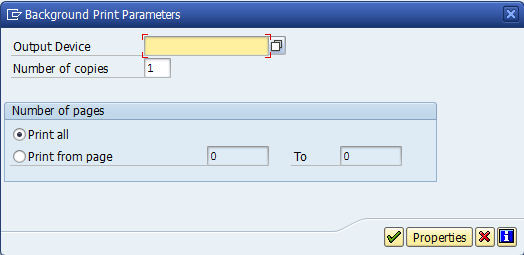 Background Print Parameters
Output Device
Number of copies 1
Number of pages
Print all
Print from page 0 To 0
Properties